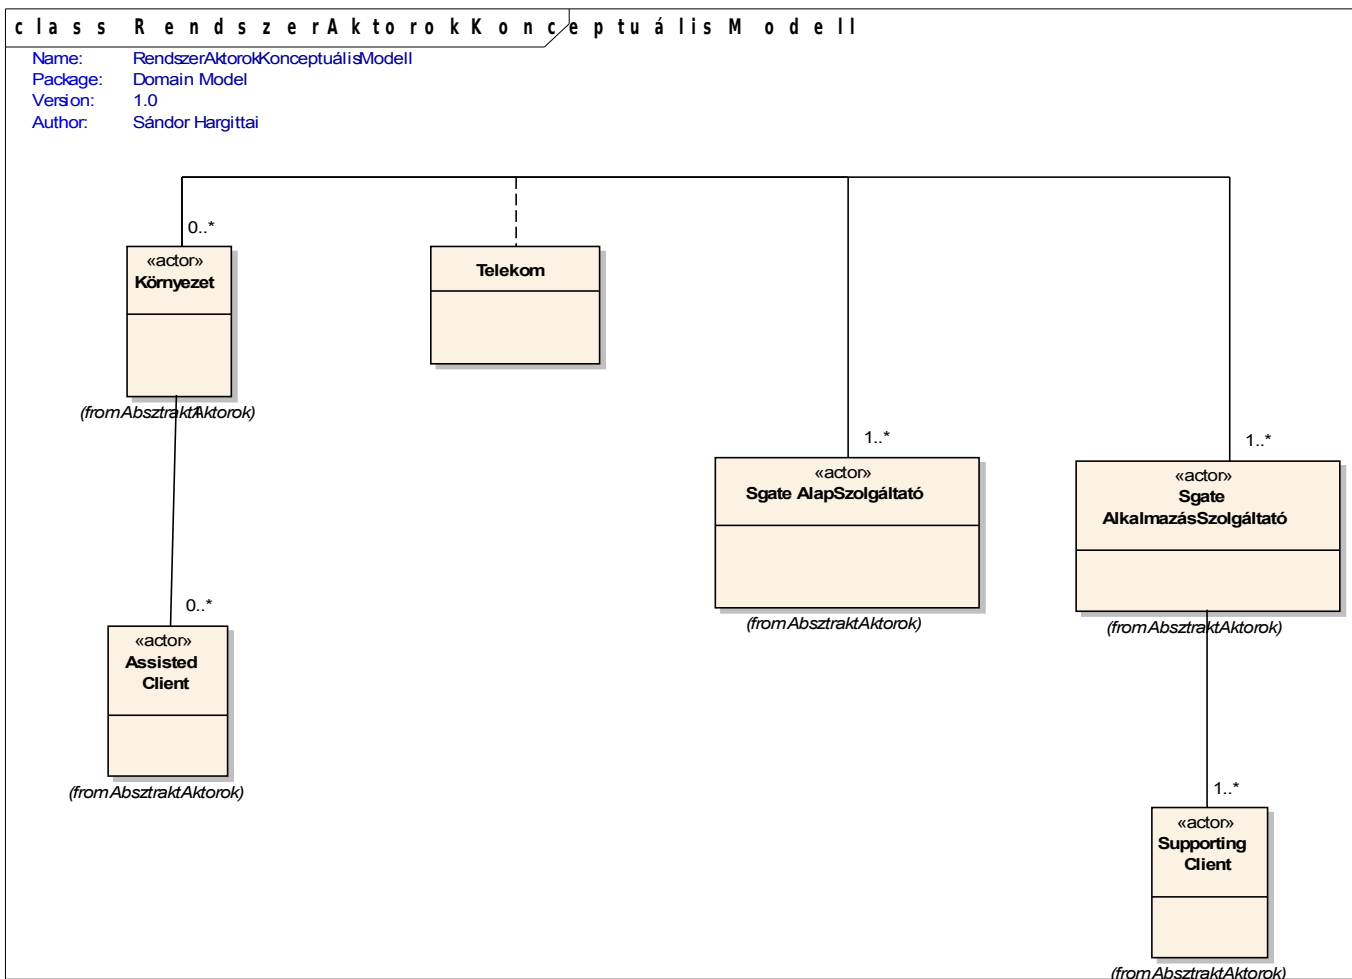 class RendszerAktorokKonceptuálisModell
Name: RendszerAktorokKonceptuálisModell
Package: Domain Model
Version: 1.0
Author: Sándor Hargittai
0..*
«actor»
Környezet
Telekom
(from AbsztraktAktorok)
1..*
«actor»
Sgate AlapSzolgáltató
(from AbsztraktAktorok)
1..*
«actor»
Sgate
AlkalmazásSzolgáltató
(from AbsztraktAktorok)
0..*
«actor»
Assisted
Client
(from AbsztraktAktorok)
1..*
«actor»
Supporting
Client
(from AbsztraktAktorok)